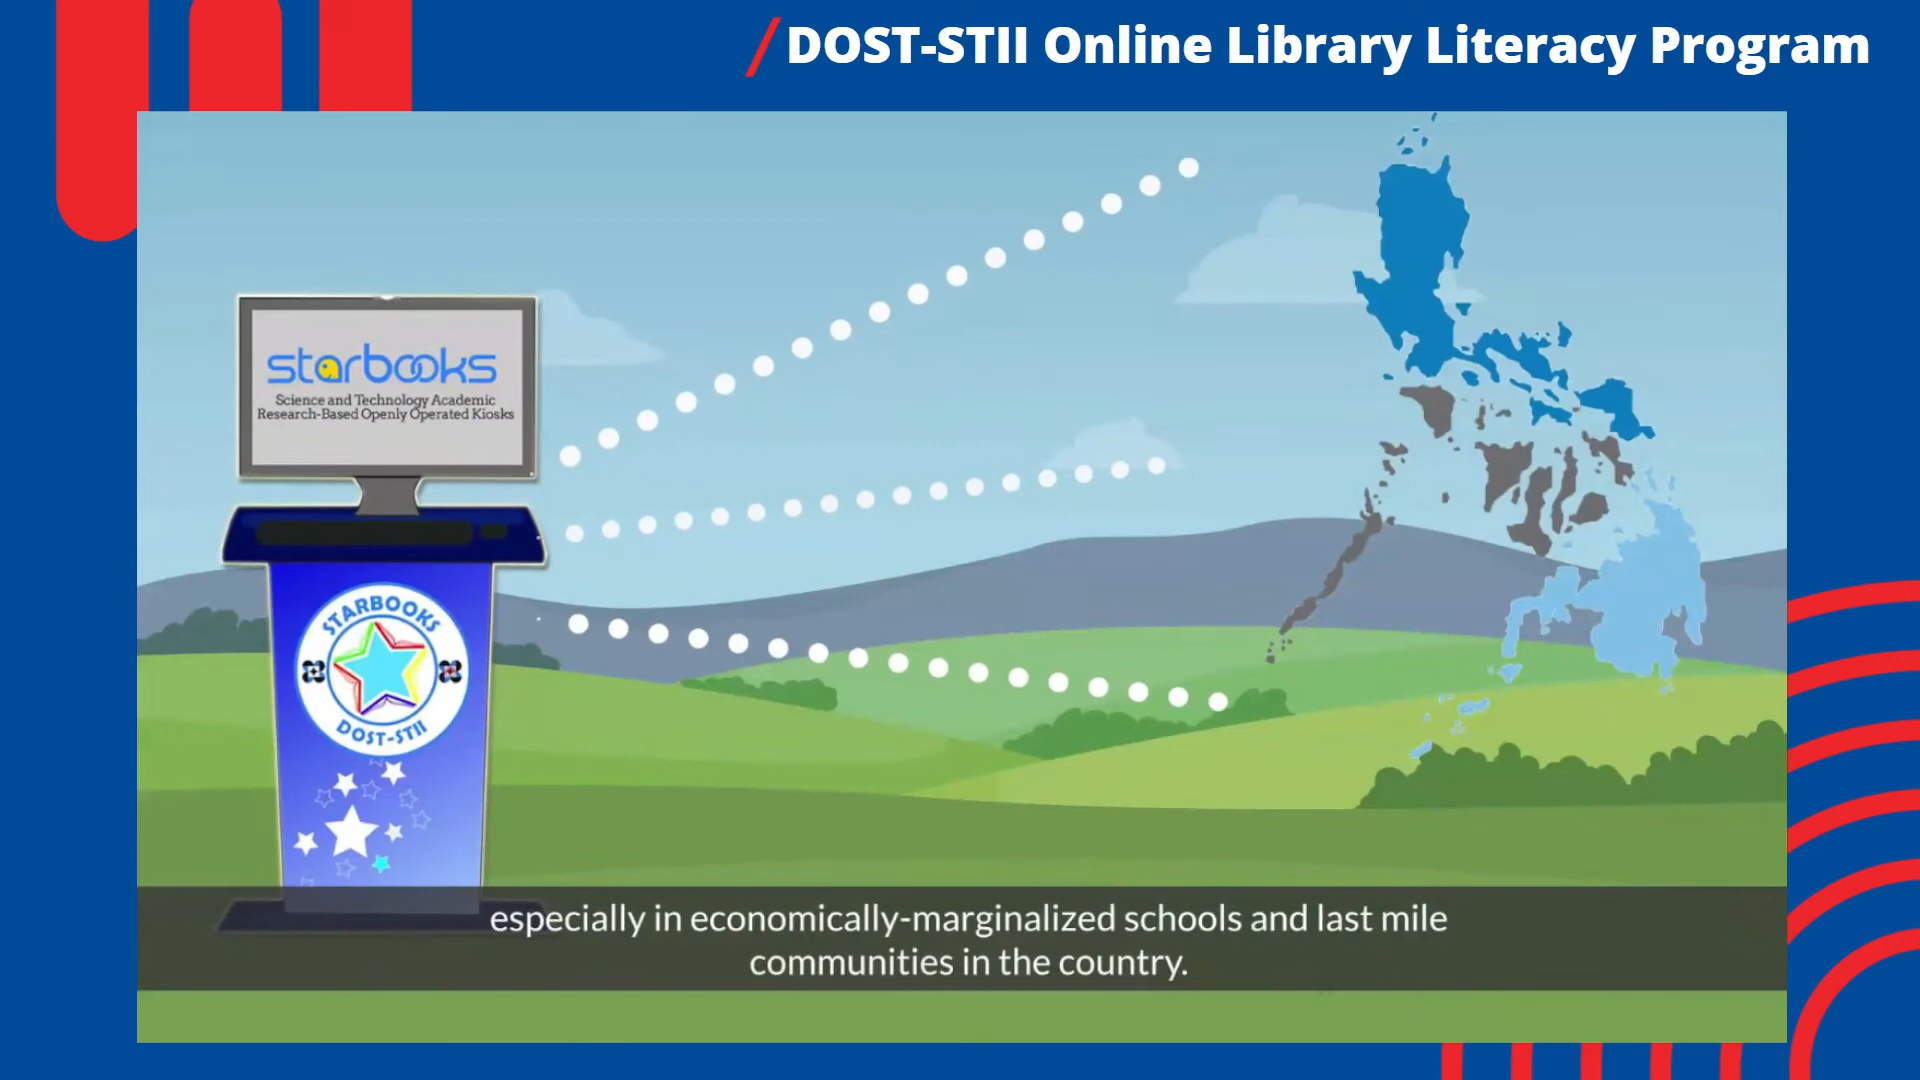 / DOST-STII Online Library Literacy Program
starbooks
Science and Technology Academic
Research-Based Openly Operated Kiosks
STARBOOKS
DOST-STII
especially in economically-marginalized schools and last mile
communities in the country.